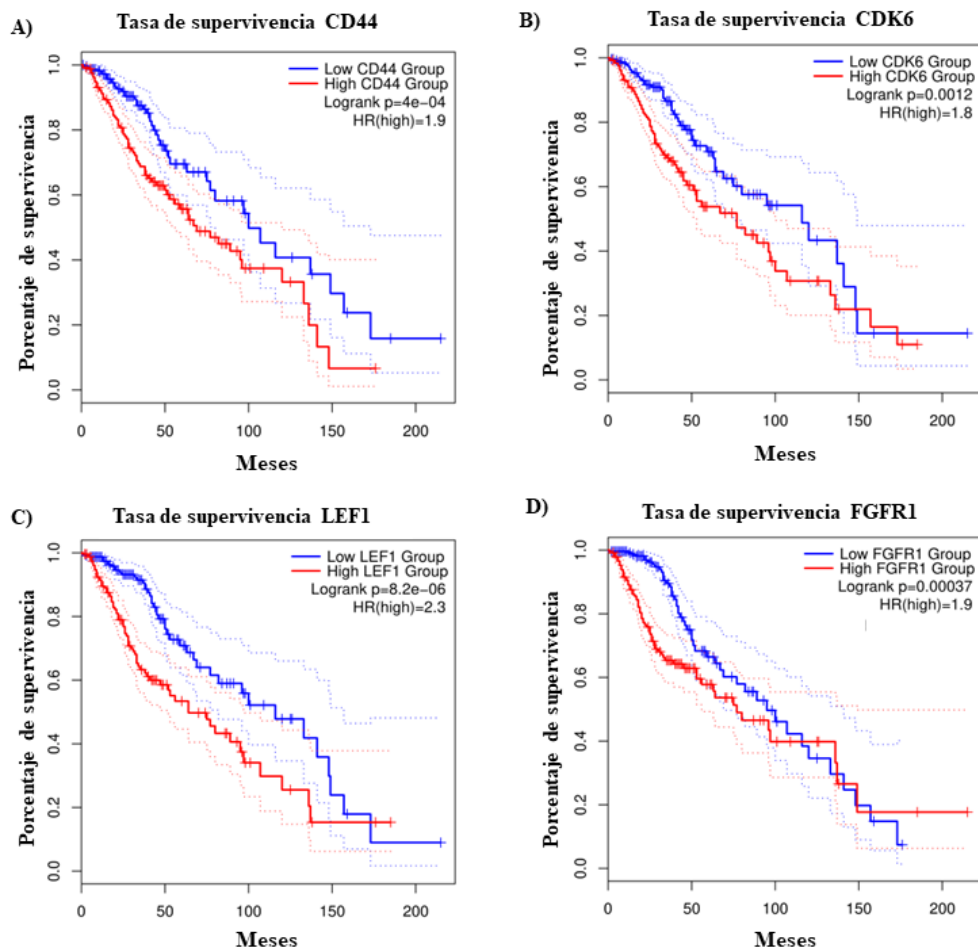 A)
Tasa de supervivencia CD44
Low CD44 Group
High CD44 Group
Logrank p=4e-04
HR(high)=1.9
Porcentaje de supervivencia
1.0
0.8
0.6
0.4
0.2
0.0
0 50 100 150 200
Meses
B)
Tasa de supervivencia CDK6
Low CDK6 Group
High CDK6 Group
Logrank p=0.0012
HR(high)=1.8
Porcentaje de supervivencia
1.0
0.8
0.6
0.4
0.2
0.0
0 50 100 150 200
Meses
C)
Tasa de supervivencia LEF1
Low LEF1 Group
High LEF1 Group
Logrank p=8.2e-06
HR(high)=2.3
Porcentaje de supervivencia
1.0
0.8
0.6
0.4
0.2
0.0
0 50 100 150 200
Meses
D)
Tasa de supervivencia FGFR1
Low FGFR1 Group
High FGFR1 Group
Logrank p=0.00037
HR(high)=1.9
Porcentaje de supervivencia
1.0
0.8
0.6
0.4
0.2
0.0
0 50 100 150 200
Meses